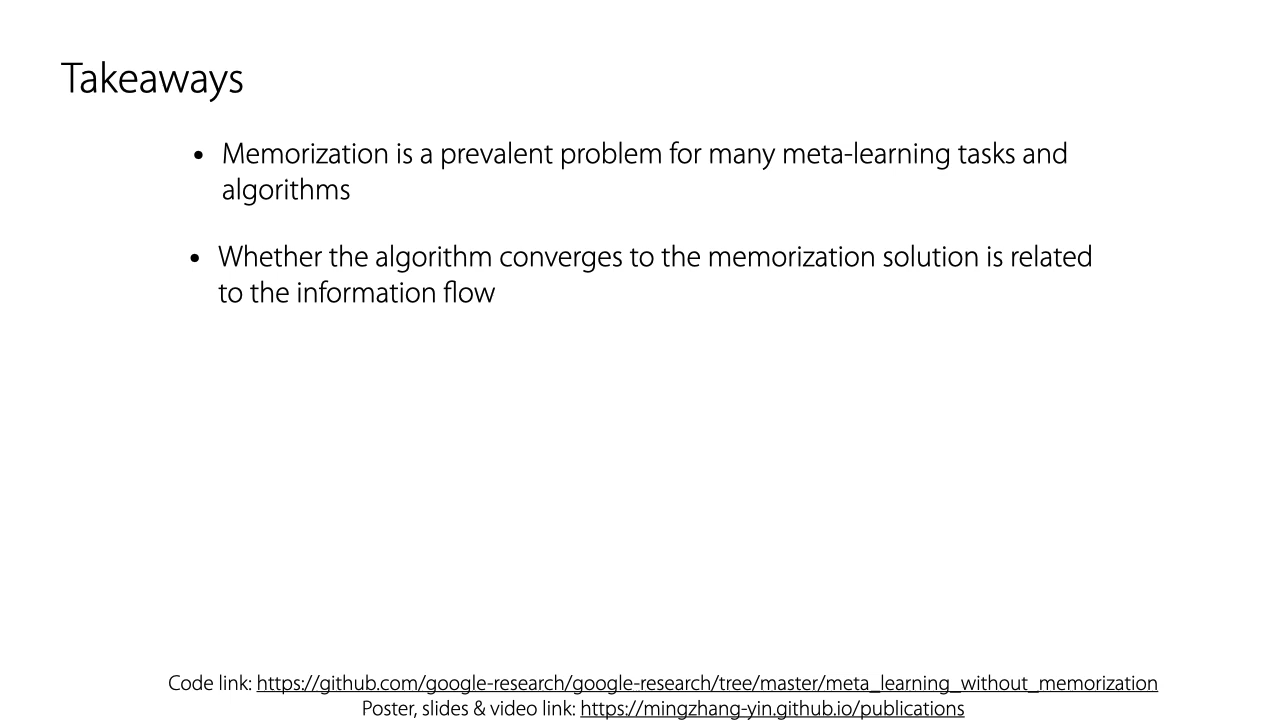 Takeaways
• Memorization is a prevalent problem for many meta-learning tasks and
algorithms
• Whether the algorithm converges to the memorization solution is related
to the information flow
Code link: https://github.com/google-research/google-research/tree/master/meta_learning_without_memorization
Poster, slides & video link: https://mingzhang-yin.github.io/publications